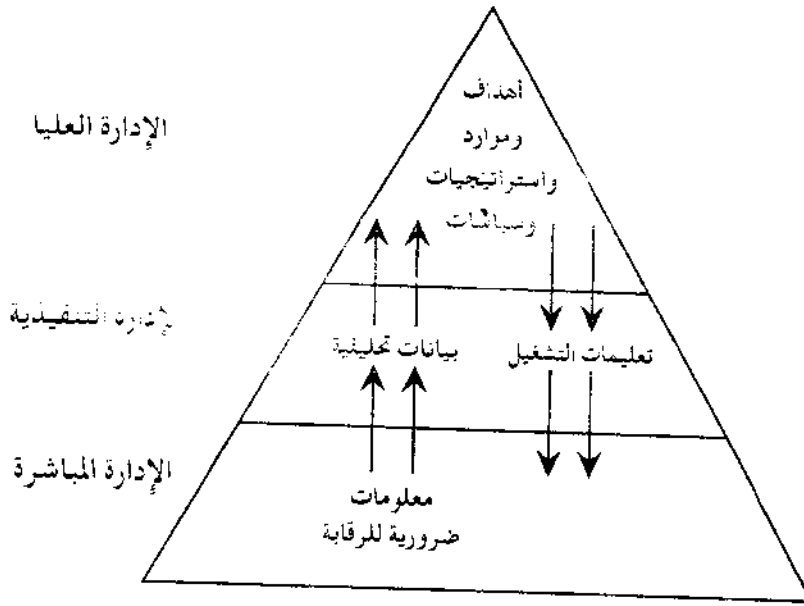 أهداف
وموارد
واستراتيجيات
وسياسات
الإدارة العليا
الإدارة التنفيذية
تعليمات التشغيل
بيانات تحليلية
الإدارة المباشرة
معلومات
ضرورية للرقابة